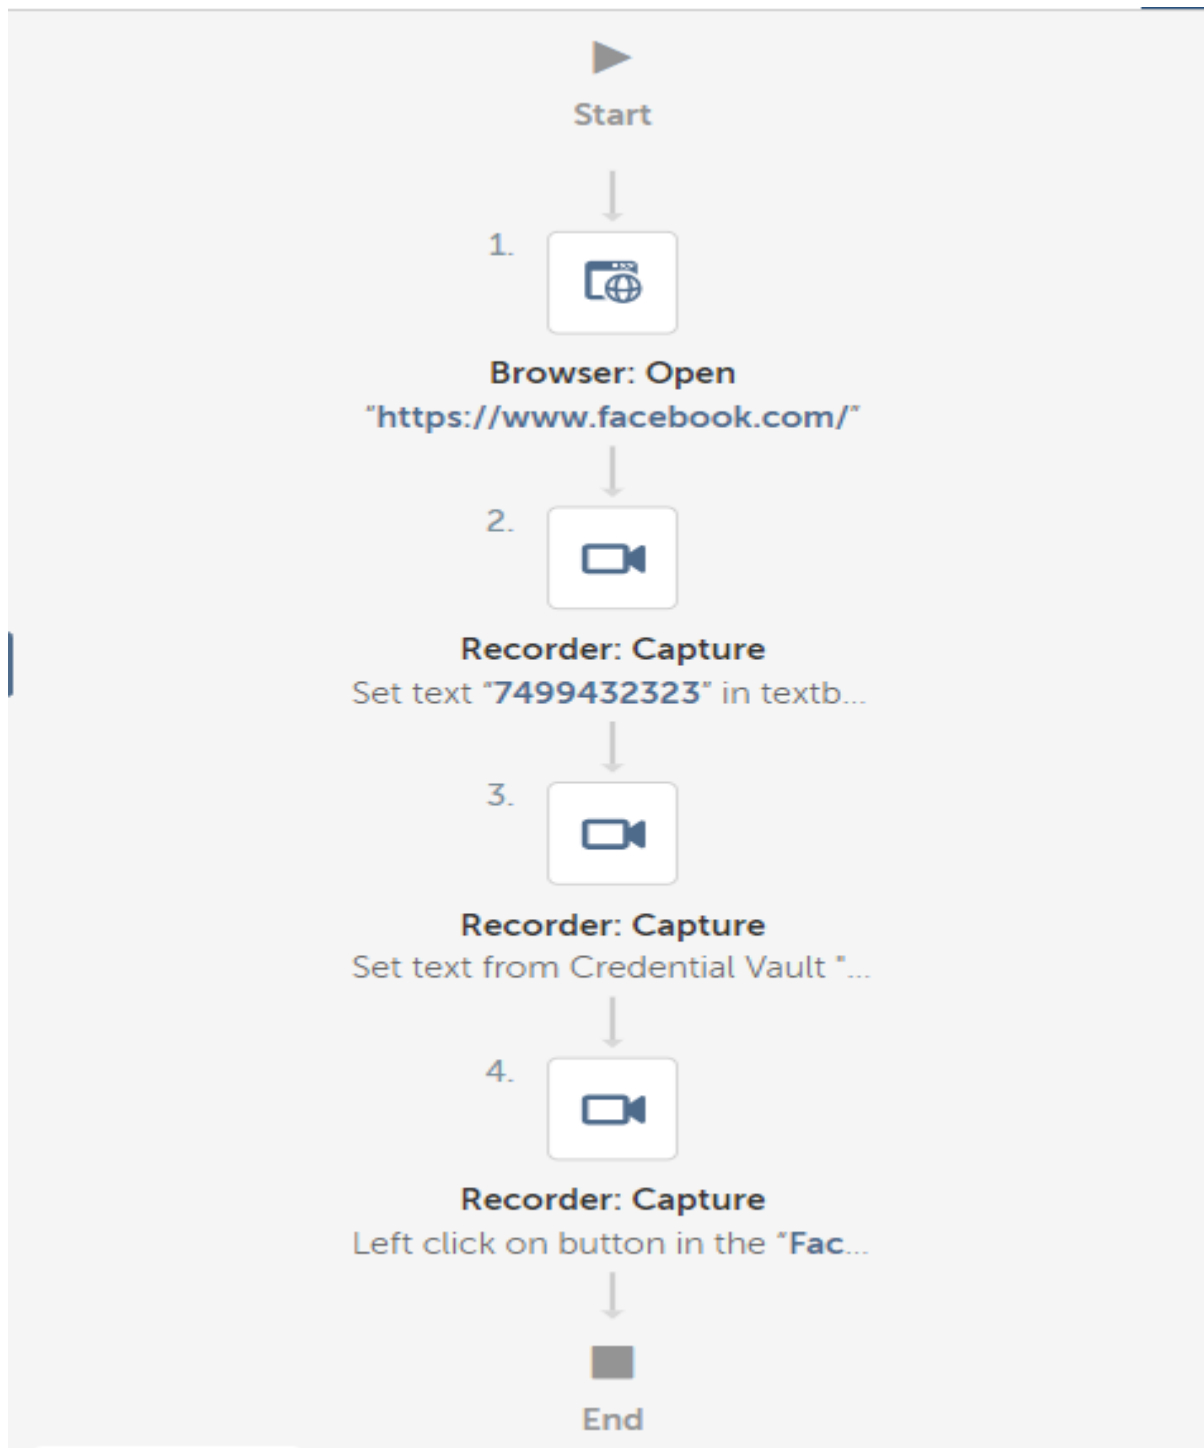 Start
1.
Browser: Open
“https://www.facebook.com/”
2.
Recorder: Capture
Set text “7499432323” in textb...
3.
Recorder: Capture
Set text from Credential Vault "...
4.
Recorder: Capture
Left click on button in the “Fac...
End